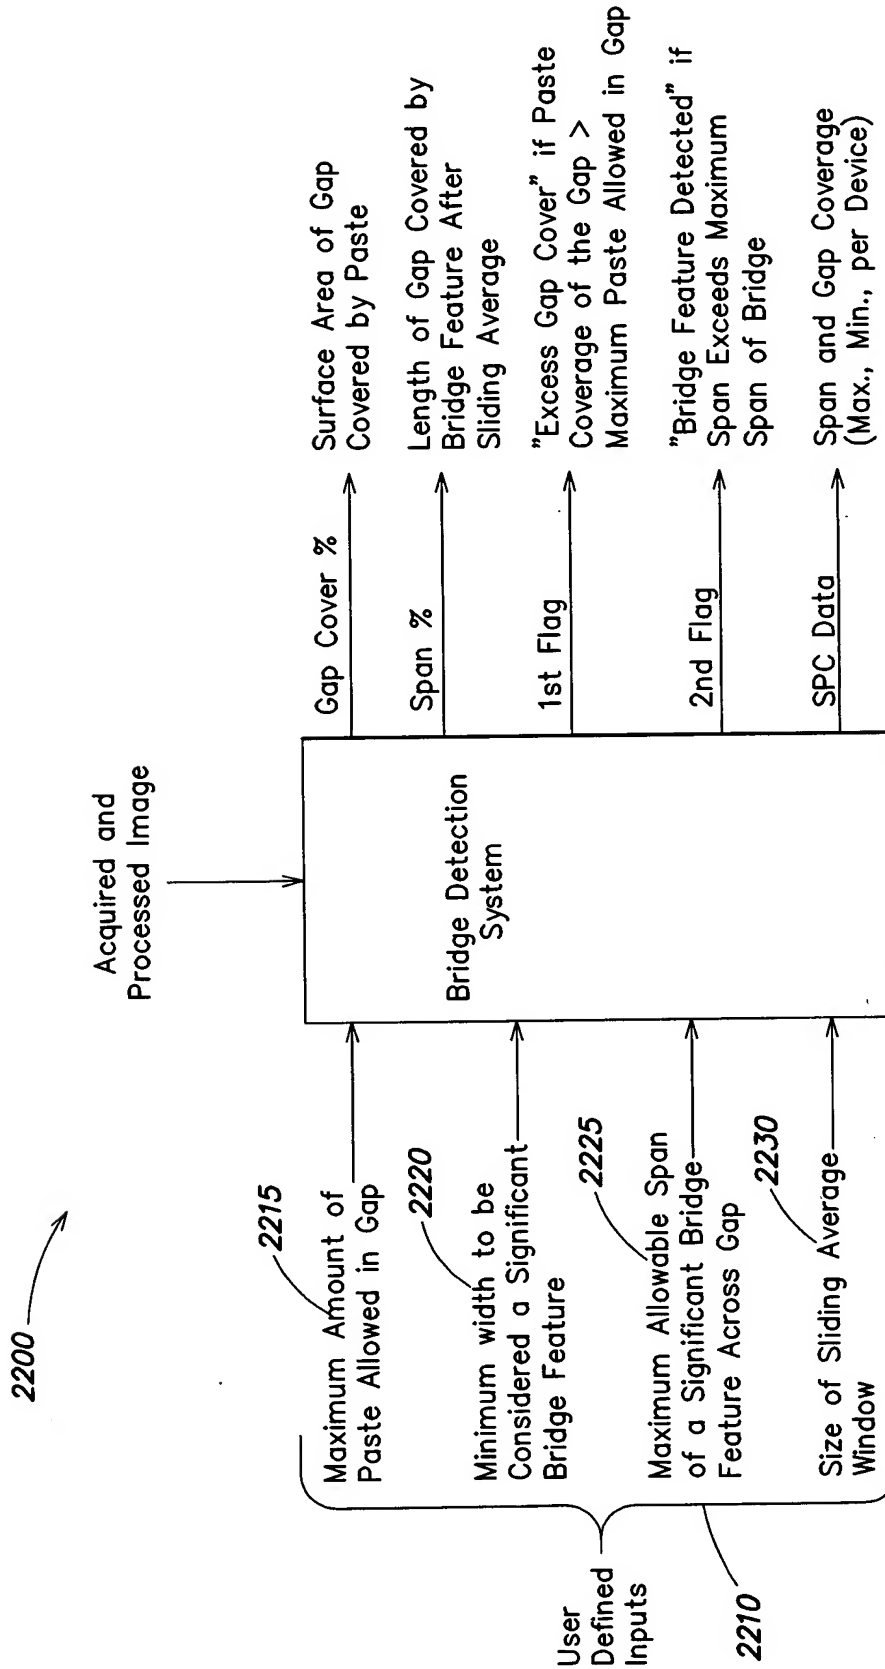 2200
Acquired and
Processed Image
User
Defined
Inputs
2210
2215
Maximum Amount of
Paste Allowed in Gap
2220
Minimum width to be
Considered a Significant
Bridge Feature
2225
Maximum Allowable Span
of a Significant Bridge
Feature Across Gap
2230
Size of Sliding Average
Window
Bridge Detection
System
Gap Cover %
Surface Area of Gap
Covered by Paste
Span %
Length of Gap Covered by
Bridge Feature After
Sliding Average
1st Flag
"Excess Gap Cover" if Paste
Coverage of the Gap >
Maximum Paste Allowed in Gap
2nd Flag
"Bridge Feature Detected" if
Span Exceeds Maximum
Span of Bridge
SPC Data
Span and Gap Coverage
(Max., Min., per Device)